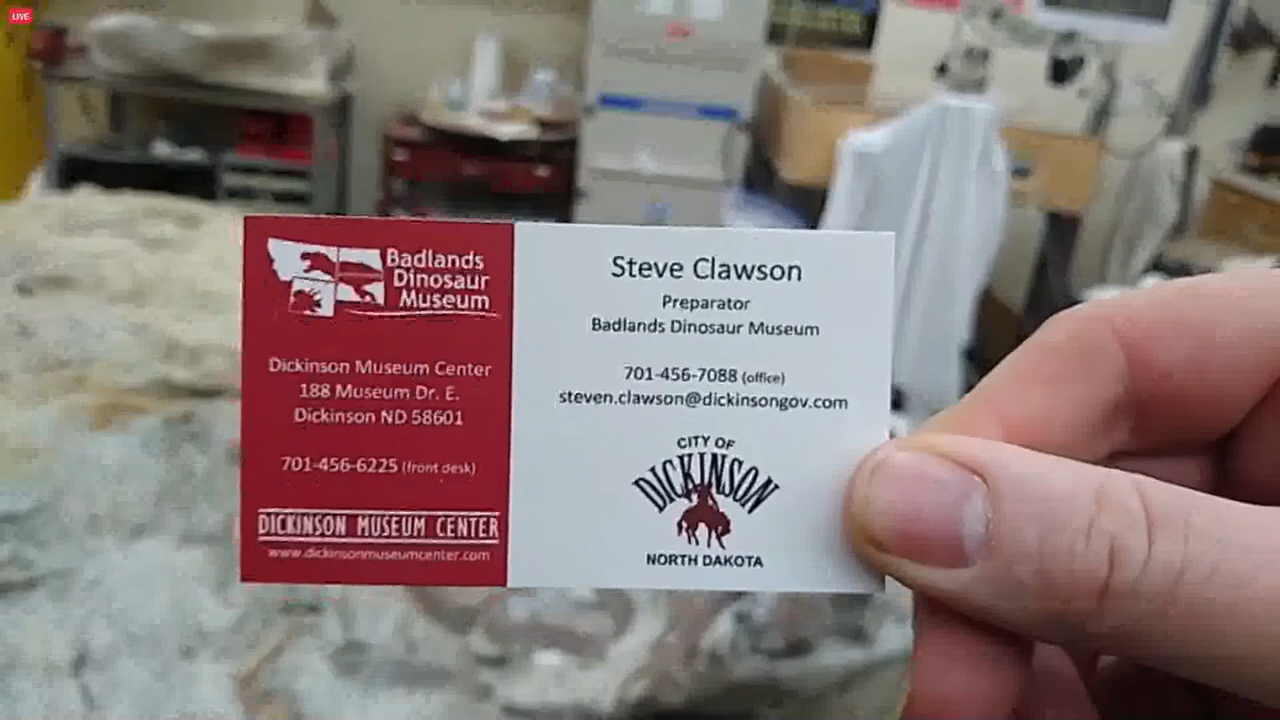 LIVE
Badlands
Dinosaur
Museum
Dickinson Museum Center
188 Museum Dr. E.
Dickinson ND 58601
701-456-6225 (front desk)
DICKINSON MUSEUM CENTER
www.dickinsonmuseumcenter.com
Steve Clawson
Preparator
Badlands Dinosaur Museum
701-456-7088 (office)
steven.clawson@dickinsongov.com
CITY OF
DICKINSON
NORTH DAKOTA